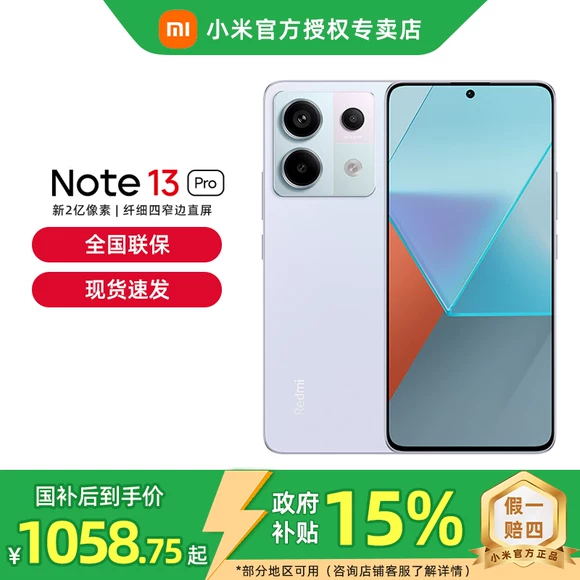 小米官方授权专卖店
Note 13 Pro
新2亿像素 | 纤细四窄边直屏
全国联保
现货速发
Redmi
国补后到手价
¥1058.75起
政府
补贴
15%
*部分地区可用（咨询店铺客服了解详情）
假一
赔四
小米官方正品